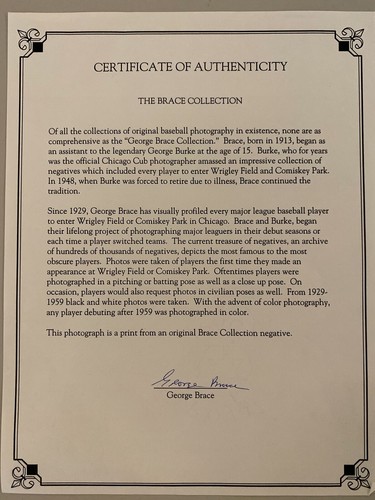 CERTIFICATE OF AUTHENTICITY
THE BRACE COLLECTION
Of all the collections of original baseball photography in existence, none are as
comprehensive as the "George Brace Collection." Brace, born in 1913, began as
an assistant to the legendary George Burke at the age of 15. Burke, who for years
was the official Chicago Cub photographer amassed an impressive collection of
negatives which included every player to enter Wrigley Field and Comiskey Park.
In 1948, when Burke was forced to retire due to illness, Brace continued the
tradition.
Since 1929, George Brace has visually profiled every major league baseball player
to enter Wrigley Field or Comiskey Park in Chicago. Brace and Burke, began
their lifelong project of photographing major leaguers in their debut seasons or
each time a player switched teams. The current treasure of negatives, an archive
of hundreds of thousands of negatives, depicts the most famous to the most
obscure players. Photos were taken of players the first time they made an
appearance at Wrigley Field or Comiskey Park. Oftentimes players were
photographed in a pitching or batting pose as well as a close up pose. On
occasion, players would also request photos in civilian poses as well. From 1929-
1959 black and white photos were taken. With the advent of color photography,
any player debuting after 1959 was photographed in color.
This photograph is a print from an original Brace Collection negative.
George Brace
George Brace